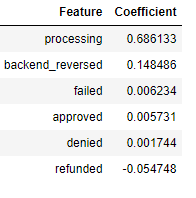 Feature Coefficient
processing 0.686133
backend_reversed 0.148486
failed 0.006234
approved 0.005731
denied 0.001744
refunded -0.054748